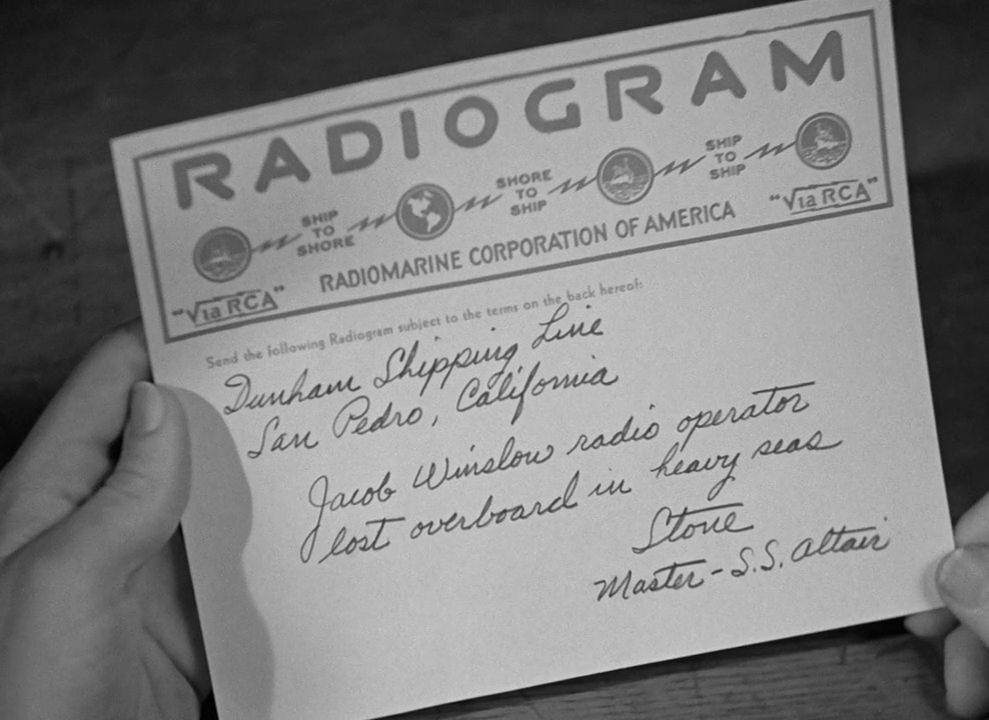 RADIOGRAM
SHIP TO SHORE
SHORE TO SHIP
SHIP TO SHIP
"Via RCA"
RADIOMARINE CORPORATION OF AMERICA
"Via RCA"
Send the following Radiogram subject to the terms on the back hereof:
Dunham Shipping Line
San Pedro, California
Jacob Winslow radio operator
lost overboard in heavy seas
Stone
Master - S.S. Altair